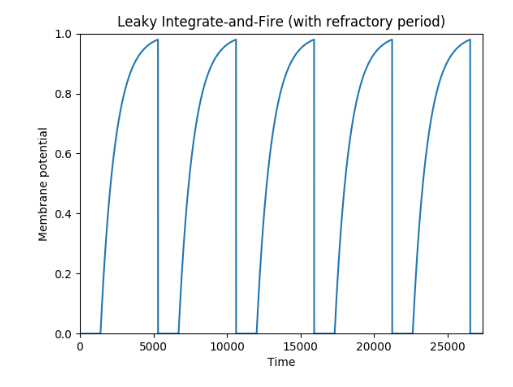 Leaky Integrate-and-Fire (with refractory period)
1.0
0.8
0.6
0.4
0.2
0.0
Membrane potential
0 5000 10000 15000 20000 25000
Time